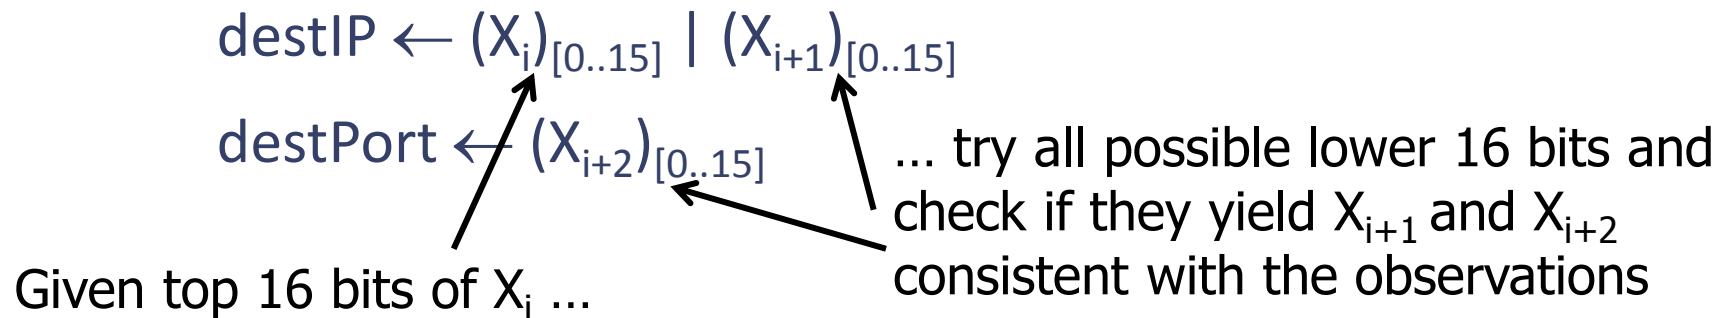 destIP ← (Xᵢ)[0..15] | (Xᵢ₊₁)[0..15]
destPort ← (Xᵢ₊₂)[0..15]
… try all possible lower 16 bits and
check if they yield Xᵢ₊₁ and Xᵢ₊₂
consistent with the observations
Given top 16 bits of Xᵢ …